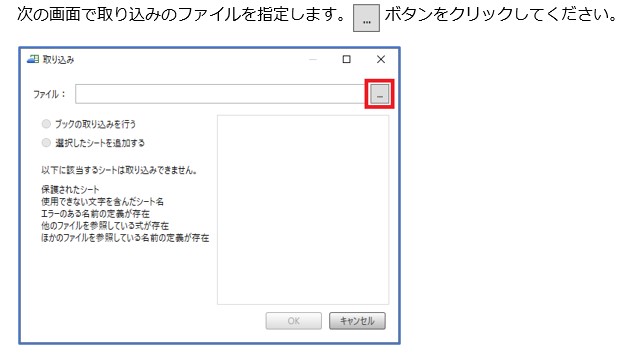 次の画面で取り込みのファイルを指定します。 ... ボタンをクリックしてください。
取り込み
ファイル： ...
ブックの取り込みを行う
選択したシートを追加する
以下に該当するシートは取り込みできません。
保護されたシート
使用できない文字を含んだシート名
エラーのある名前の定義が存在
他のファイルを参照している式が存在
ほかのファイルを参照している名前の定義が存在
OK キャンセル